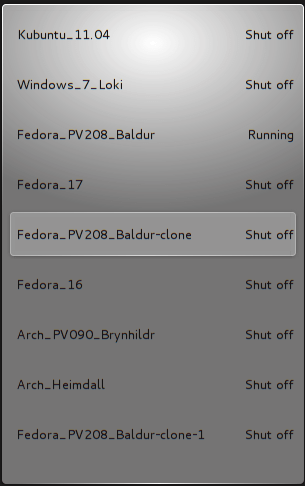 Kubuntu_11.04 Shut off
Windows_7_Loki Shut off
Fedora_PV208_Baldur Running
Fedora_17 Shut off
Fedora_PV208_Baldur-clone Shut off
Fedora_16 Shut off
Arch_PV090_Brynhildr Shut off
Arch_Heimdall Shut off
Fedora_PV208_Baldur-clone-1 Shut off